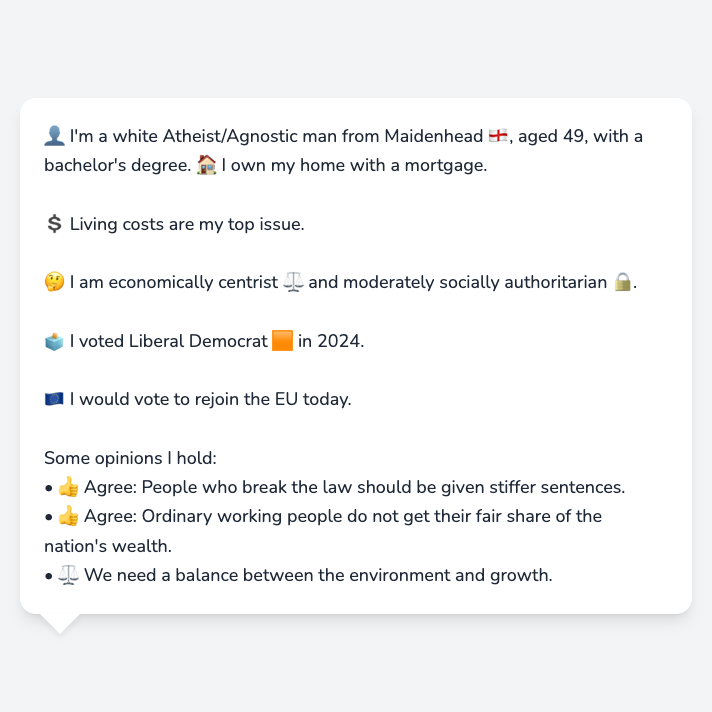 👤 I'm a white Atheist/Agnostic man from Maidenhead 🏴󠁧󠁢󠁥󠁮󠁧󠁿, aged 49, with a
bachelor's degree. 🏠 I own my home with a mortgage.
💲 Living costs are my top issue.
🤔 I am economically centrist ⚖️ and moderately socially authoritarian 🔒.
🗳️ I voted Liberal Democrat 🟧 in 2024.
🇪🇺 I would vote to rejoin the EU today.
Some opinions I hold:
• 👍 Agree: People who break the law should be given stiffer sentences.
• 👍 Agree: Ordinary working people do not get their fair share of the
nation's wealth.
• ⚖️ We need a balance between the environment and growth.